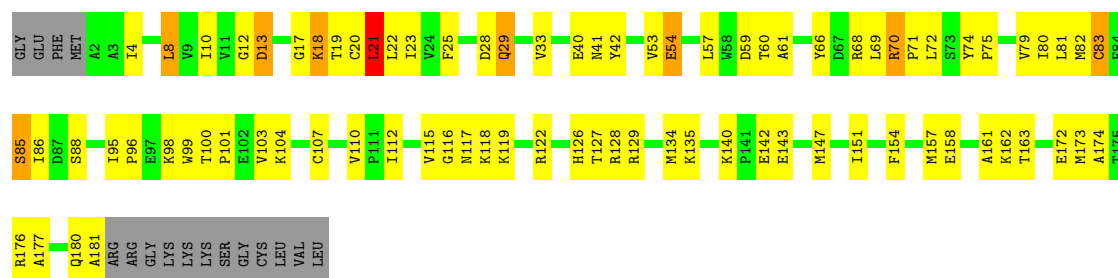 GLY GLU PHE MET A2 A3 I4 L8 V9 I10 V11 G12 D13 G17 K18 T19 C20 L21 L22 I23 V24 F25 D28 Q29 V33 E40 N41 Y42 V53 E54 L57 W58 D59 T60 A61 Y66 D67 R68 L69 R70 P71 L72 S73 Y74 P75 V79 I80 L81 M82 C83 F84
S85 I86 D87 S88 I95 P96 E97 K98 W99 T100 P101 E102 V103 K104 C107 V110 P111 I112 V115 G116 N117 K118 K119 R122 H126 T127 R128 R129 M134 K135 K140 P141 E142 E143 M147 I151 F154 M157 E158 A161 K162 T163 E172 M173 A174 T175
R176 A177 Q180 A181 ARG ARG GLY LYS LYS LYS SER GLY CYS LEU VAL LEU